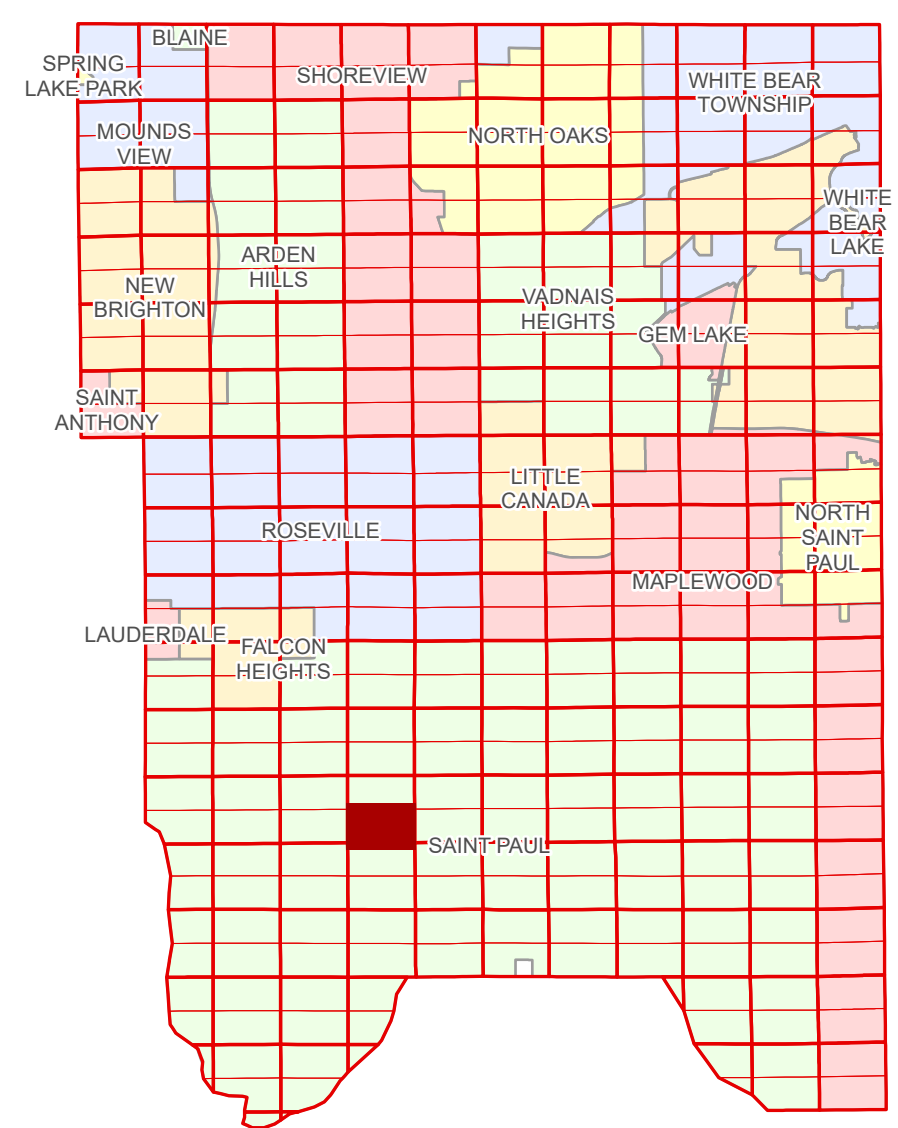 BLAINE
SPRING
LAKE PARK
SHOREVIEW
WHITE BEAR
TOWNSHIP
MOUNDS
VIEW
NORTH OAKS
WHITE
BEAR
LAKE
ARDEN
HILLS
NEW
BRIGHTON
VADNAIS
HEIGHTS
GEM LAKE
SAINT
ANTHONY
LITTLE
CANADA
ROSEVILLE
NORTH
SAINT
PAUL
MAPLEWOOD
LAUDERDALE
FALCON
HEIGHTS
SAINT PAUL